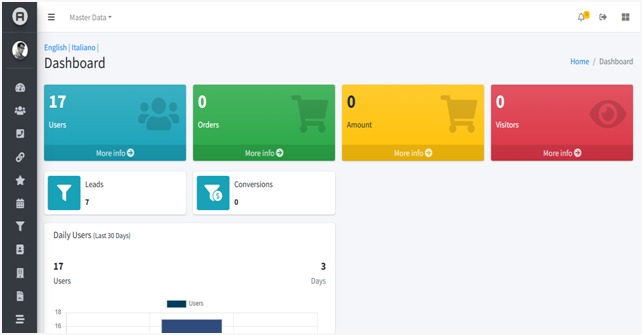 A
Master Data
English | Italiano |
Dashboard
Home / Dashboard
17
Users
More info
0
Orders
More info
0
Amount
More info
0
Visitors
More info
Leads
7
Conversions
0
Daily Users (Last 30 Days)
17
Users
3
Days
Users
18
16